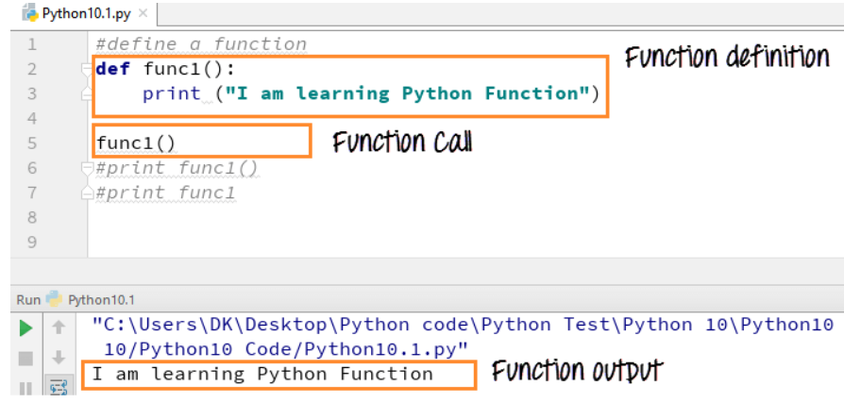 Python10.1.py
1 #define a function
Function definition
2 def func1():
3 print ("I am learning Python Function")
4
5 func1()
Function Call
6 #print func1()
7 #print func1
8
9
Run Python10.1
"C:\Users\DK\Desktop\Python code\Python Test\Python 10\Python10
10/Python10 Code/Python10.1.py"
I am learning Python Function
Function output